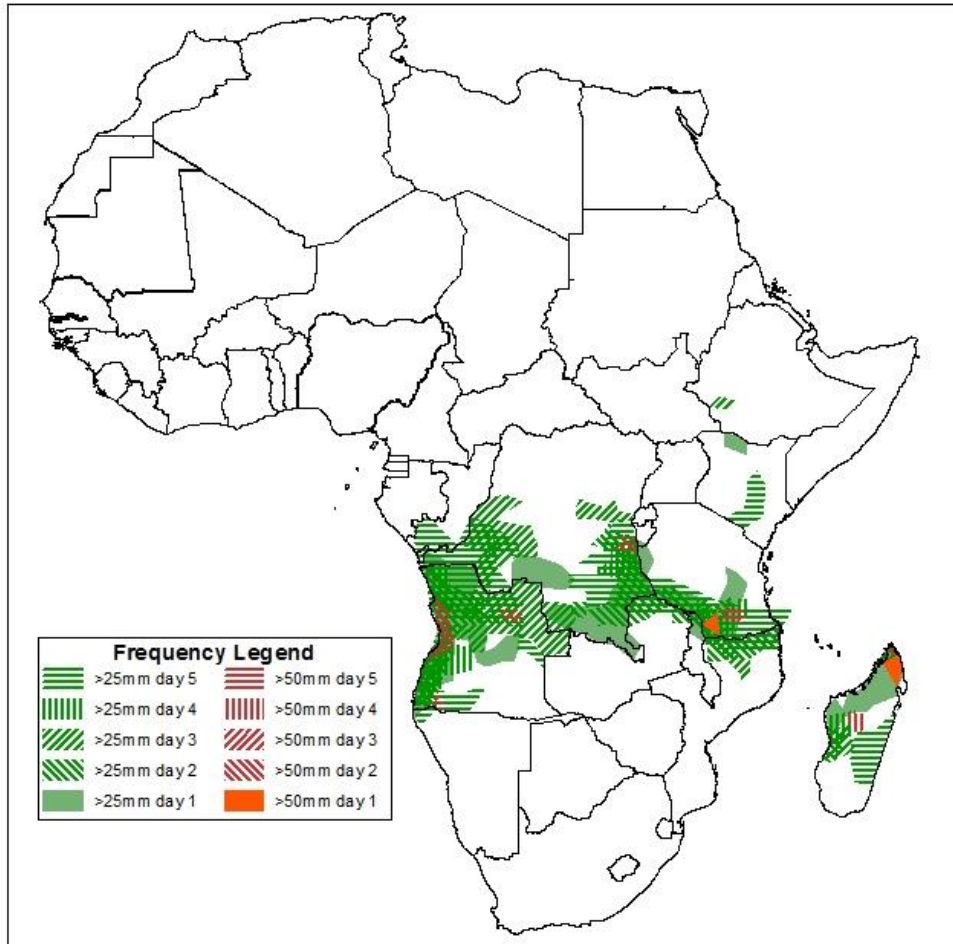 Frequency Legend
>25mm day 5 >50mm day 5
>25mm day 4 >50mm day 4
>25mm day 3 >50mm day 3
>25mm day 2 >50mm day 2
>25mm day 1 >50mm day 1